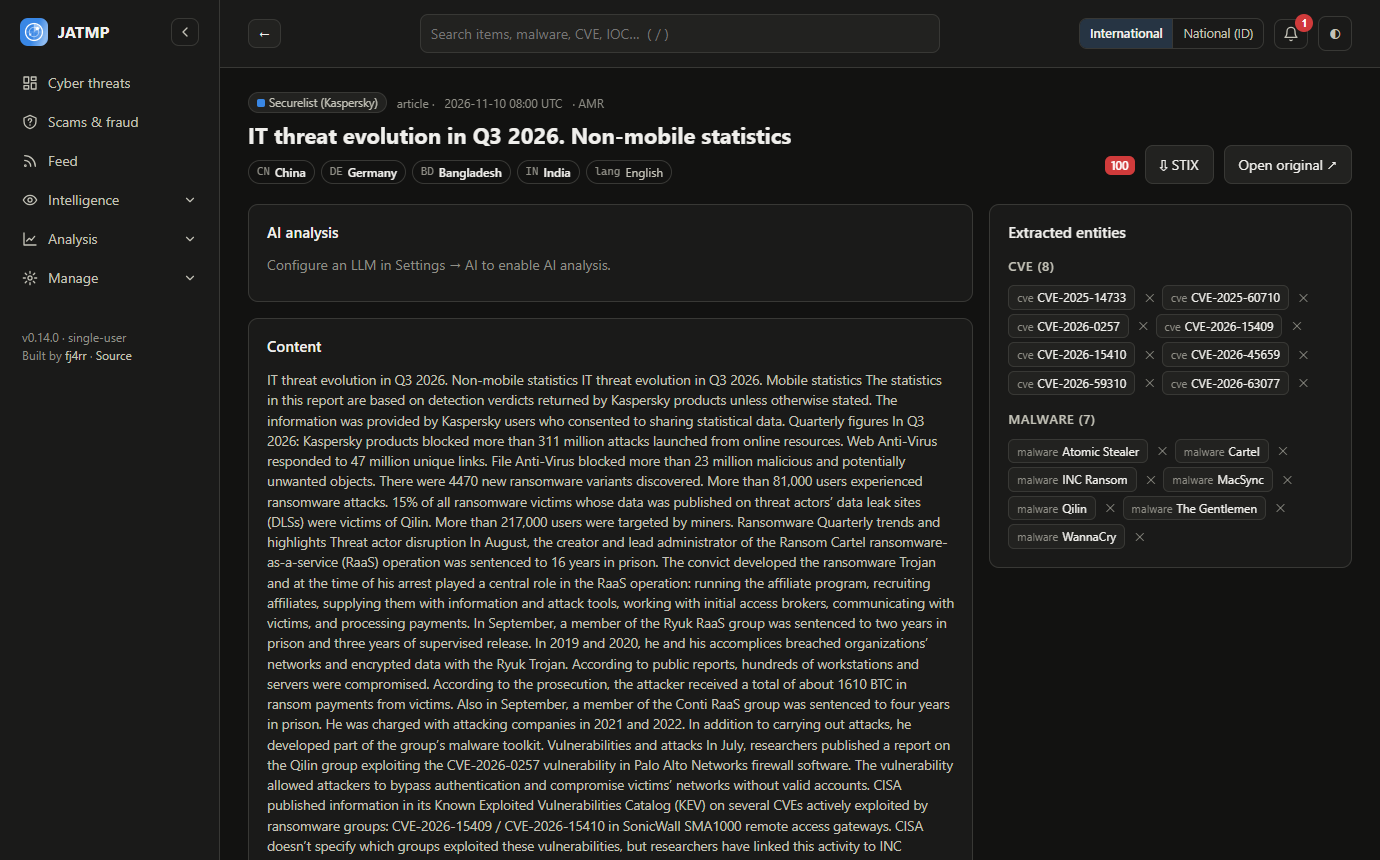 JATMP
Search items, malware, CVE, IOC... ( / )
International
National (ID)
1
Cyber threats
Scams & fraud
Feed
Intelligence
Analysis
Manage
v0.14.0 · single-user
Built by fj4rr · Source
←
Securelist (Kaspersky) article · 2026-11-10 08:00 UTC · AMR
IT threat evolution in Q3 2026. Non-mobile statistics
CN China
DE Germany
BD Bangladesh
IN India
lang English
100
⇩ STIX
Open original ↗
AI analysis
Configure an LLM in Settings → AI to enable AI analysis.
Content
IT threat evolution in Q3 2026. Non-mobile statistics IT threat evolution in Q3 2026. Mobile statistics The statistics
in this report are based on detection verdicts returned by Kaspersky products unless otherwise stated. The
information was provided by Kaspersky users who consented to sharing statistical data. Quarterly figures In Q3
2026: Kaspersky products blocked more than 311 million attacks launched from online resources. Web Anti-Virus
responded to 47 million unique links. File Anti-Virus blocked more than 23 million malicious and potentially
unwanted objects. There were 4470 new ransomware variants discovered. More than 81,000 users experienced
ransomware attacks. 15% of all ransomware victims whose data was published on threat actors’ data leak sites
(DLSs) were victims of Qilin. More than 217,000 users were targeted by miners. Ransomware Quarterly trends and
highlights Threat actor disruption In August, the creator and lead administrator of the Ransom Cartel ransomware-
as-a-service (RaaS) operation was sentenced to 16 years in prison. The convict developed the ransomware Trojan
and at the time of his arrest played a central role in the RaaS operation: running the affiliate program, recruiting
affiliates, supplying them with information and attack tools, working with initial access brokers, communicating with
victims, and processing payments. In September, a member of the Ryuk RaaS group was sentenced to two years in
prison and three years of supervised release. In 2019 and 2020, he and his accomplices breached organizations’
networks and encrypted data with the Ryuk Trojan. According to public reports, hundreds of workstations and
servers were compromised. According to the prosecution, the attacker received a total of about 1610 BTC in
ransom payments from victims. Also in September, a member of the Conti RaaS group was sentenced to four years
in prison. He was charged with attacking companies in 2021 and 2022. In addition to carrying out attacks, he
developed part of the group’s malware toolkit. Vulnerabilities and attacks In July, researchers published a report on
the Qilin group exploiting the CVE-2026-0257 vulnerability in Palo Alto Networks firewall software. The vulnerability
allowed attackers to bypass authentication and compromise victims’ networks without valid accounts. CISA
published information in its Known Exploited Vulnerabilities Catalog (KEV) on several CVEs actively exploited by
ransomware groups: CVE-2026-15409 / CVE-2026-15410 in SonicWall SMA1000 remote access gateways. CISA
doesn’t specify which groups exploited these vulnerabilities, but researchers have linked this activity to INC
Extracted entities
CVE (8)
cve CVE-2025-14733 × cve CVE-2025-60710 ×
cve CVE-2026-0257 × cve CVE-2026-15409 ×
cve CVE-2026-15410 × cve CVE-2026-45659 ×
cve CVE-2026-59310 × cve CVE-2026-63077 ×
MALWARE (7)
malware Atomic Stealer × malware Cartel ×
malware INC Ransom × malware MacSync ×
malware Qilin × malware The Gentlemen ×
malware WannaCry ×